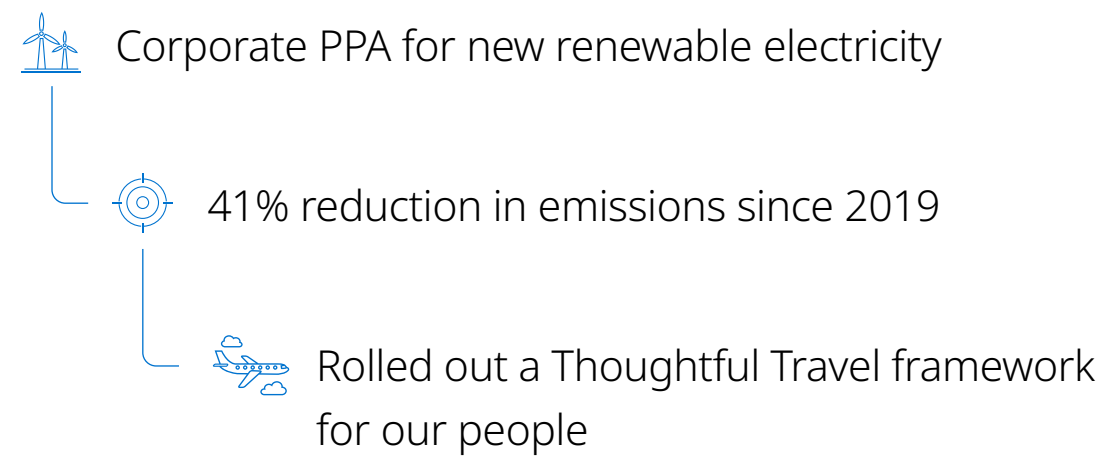 Corporate PPA for new renewable electricity
41% reduction in emissions since 2019
Rolled out a Thoughtful Travel framework
for our people